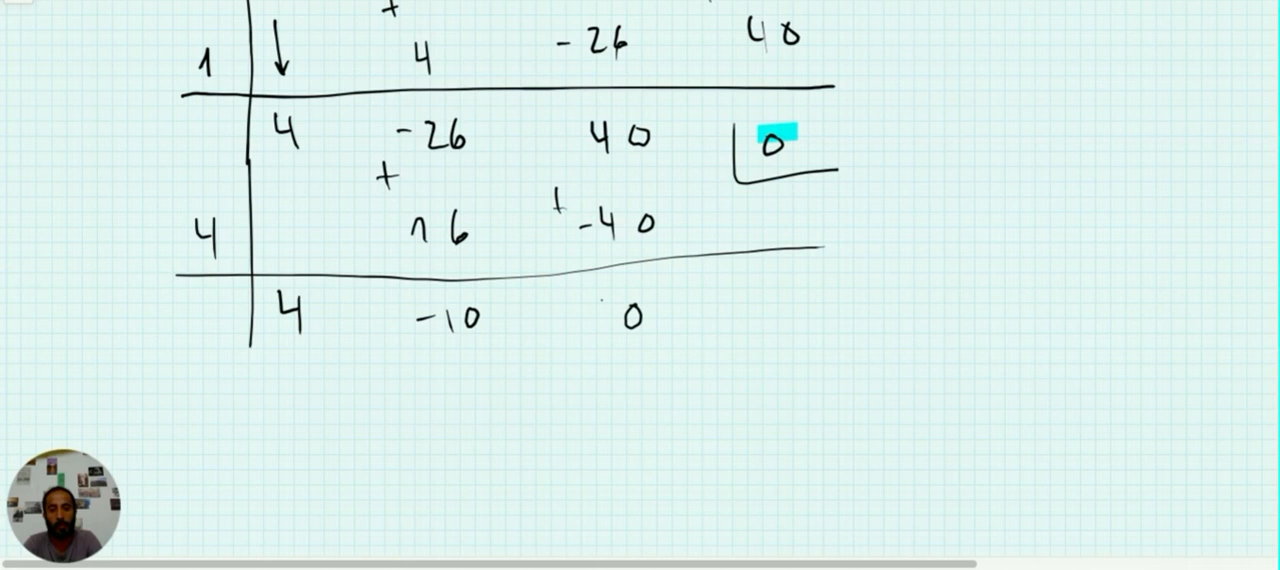 +
1 ↓ 4 -26 40
4 -26 40 0
+ +
4 16 -40
4 -10 0